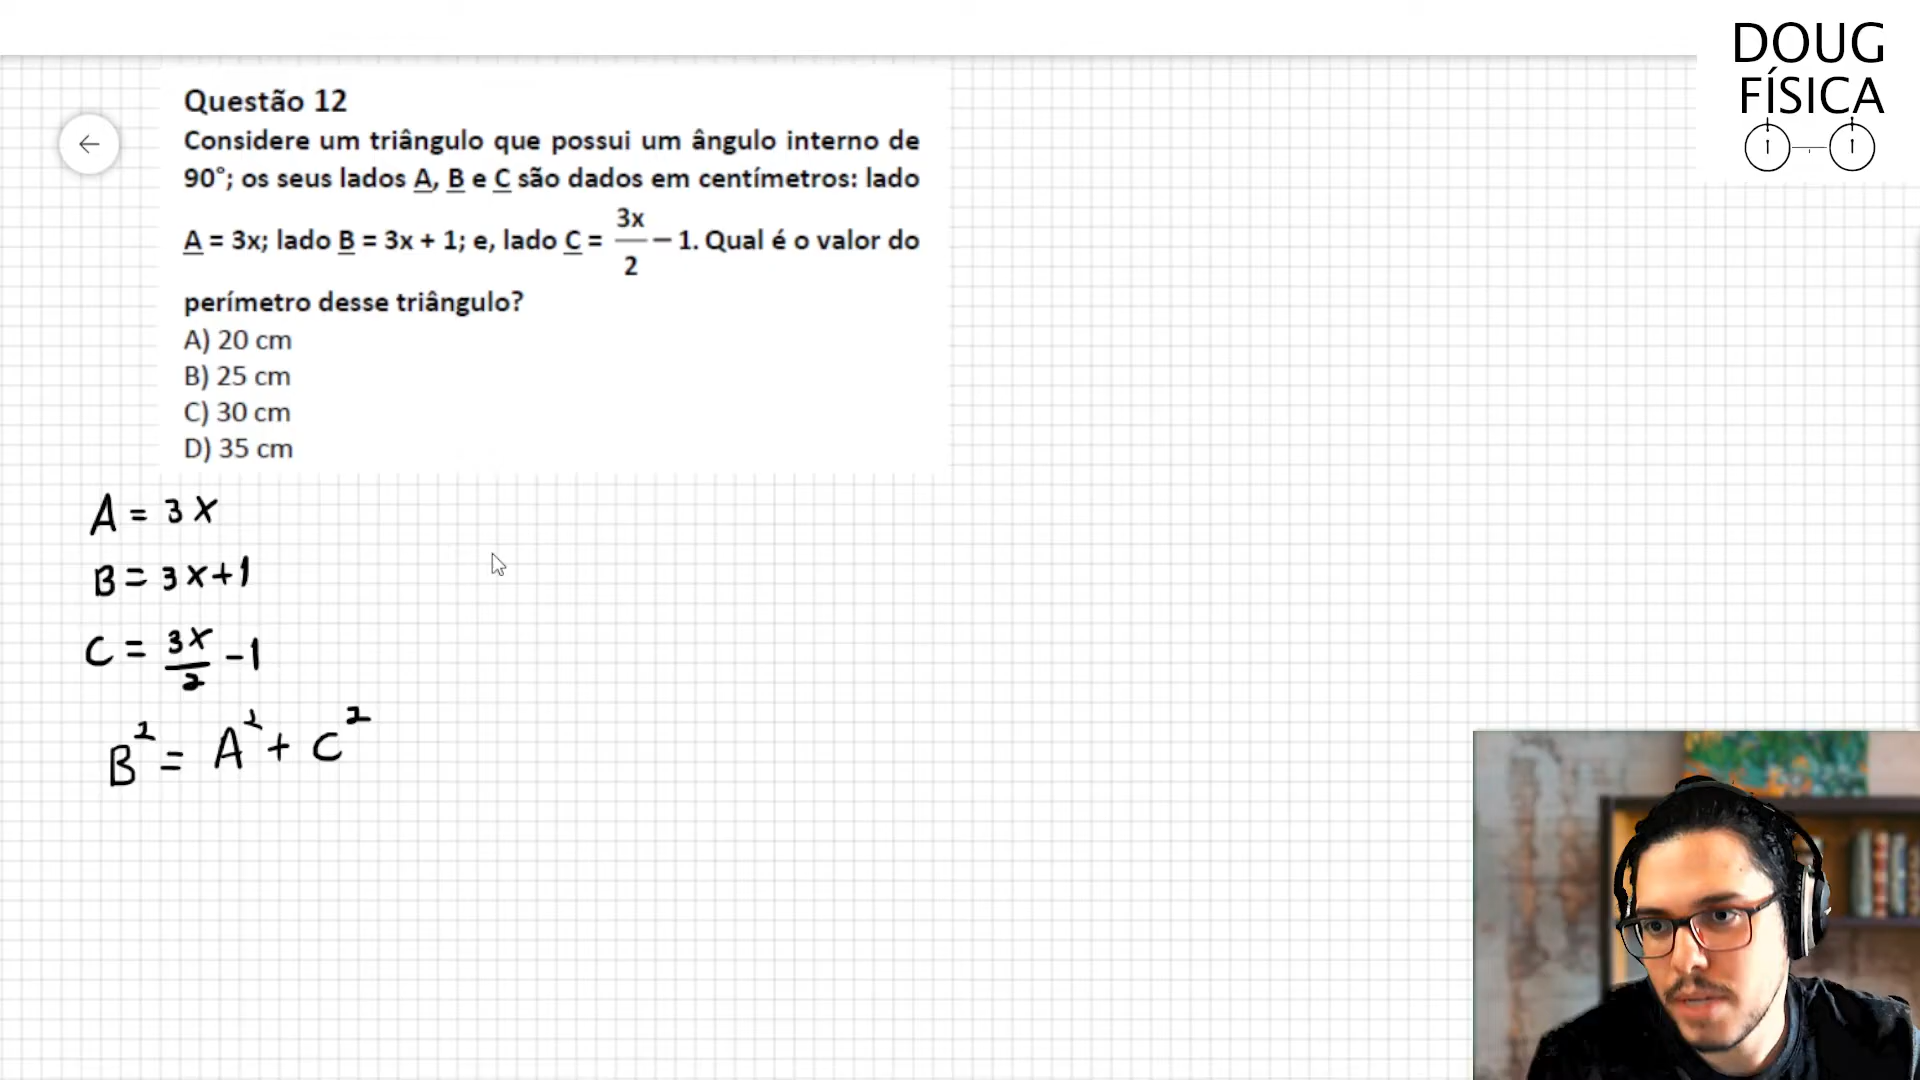 DOUG
FÍSICA
Questão 12
Considere um triângulo que possui um ângulo interno de
90°; os seus lados A, B e C são dados em centímetros: lado
A = 3x; lado B = 3x + 1; e, lado C = 3x/2 − 1. Qual é o valor do
perímetro desse triângulo?
A) 20 cm
B) 25 cm
C) 30 cm
D) 35 cm
A = 3x
B = 3x+1
C = 3x/2 -1
B² = A² + C²